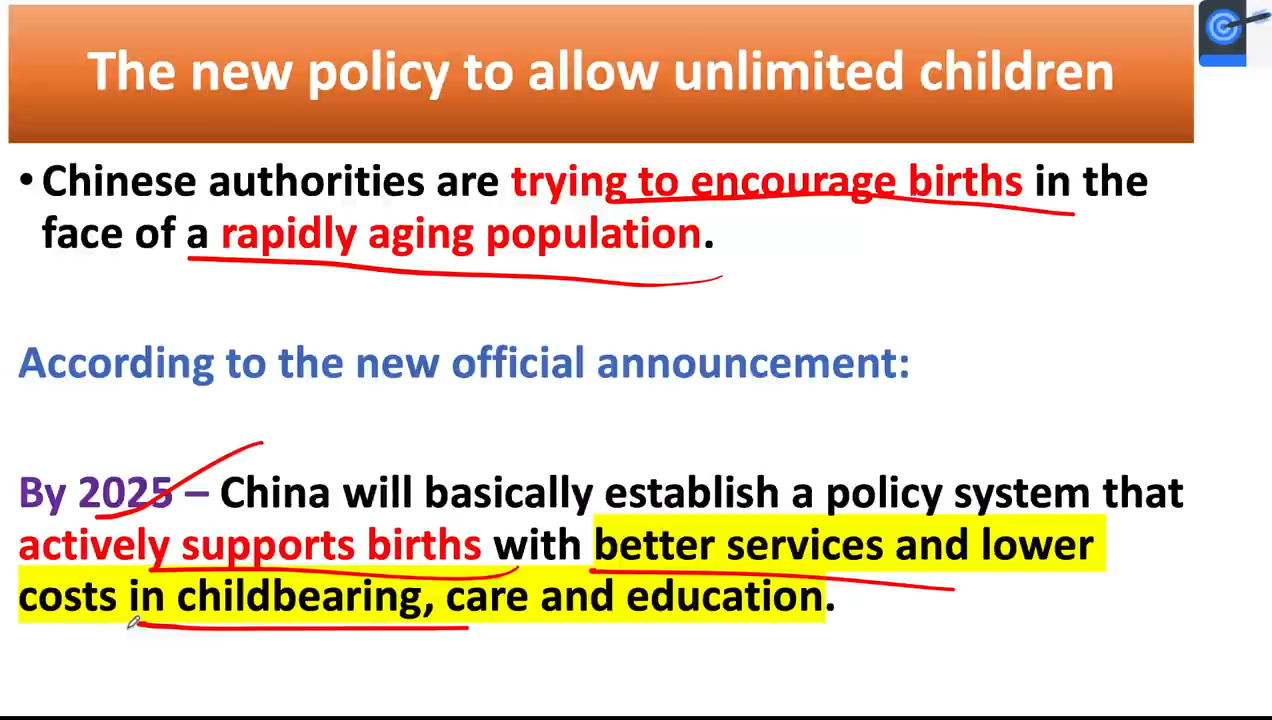 The new policy to allow unlimited children
• Chinese authorities are trying to encourage births in the
face of a rapidly aging population.
According to the new official announcement:
By 2025 – China will basically establish a policy system that
actively supports births with better services and lower
costs in childbearing, care and education.